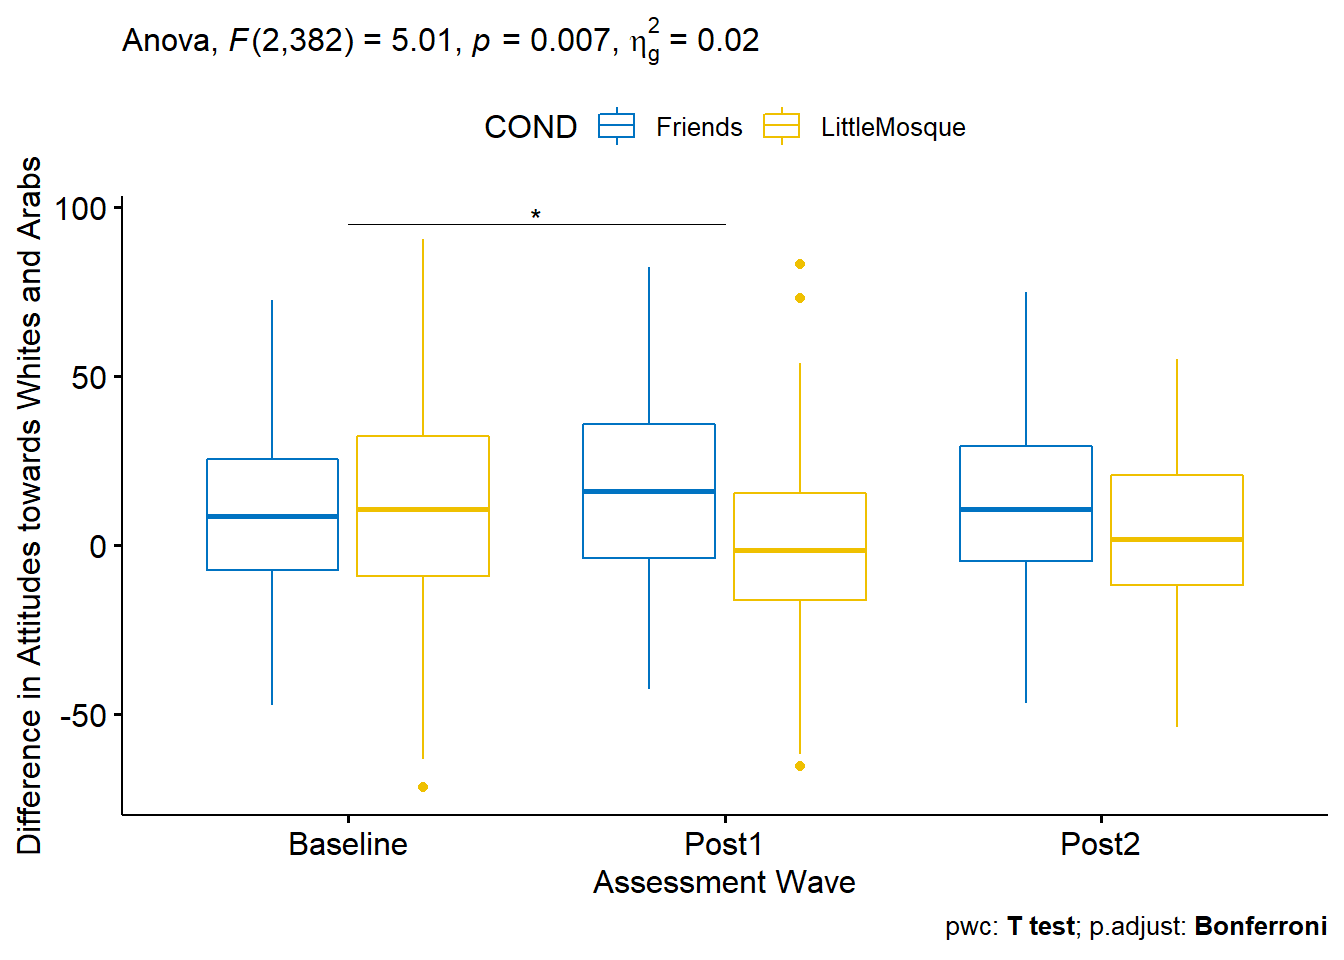 Anova, F(2,382) = 5.01, p = 0.007, η²g = 0.02
COND Friends LittleMosque
Difference in Attitudes towards Whites and Arabs
100
50
0
-50
*
Baseline Post1 Post2
Assessment Wave
pwc: T test; p.adjust: Bonferroni